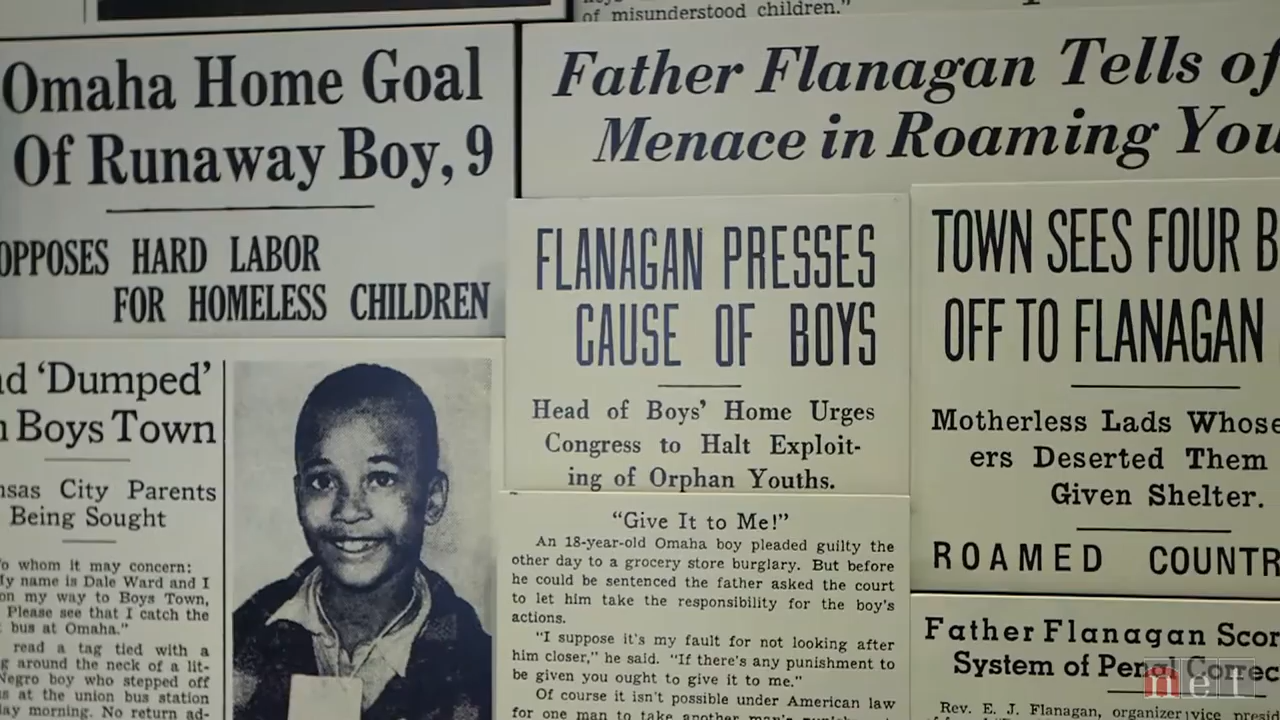 of misunderstood children."
Omaha Home Goal
Of Runaway Boy, 9
OPPOSES HARD LABOR
FOR HOMELESS CHILDREN
Father Flanagan Tells of
Menace in Roaming You
FLANAGAN PRESSES
CAUSE OF BOYS
Head of Boys' Home Urges
Congress to Halt Exploit-
ing of Orphan Youths.
TOWN SEES FOUR B
OFF TO FLANAGAN
Motherless Lads Whose
ers Deserted Them
Given Shelter.
ROAMED COUNTR
'Dumped'
Boys Town
nsas City Parents
Being Sought
o whom it may concern:
My name is Dale Ward and I
on my way to Boys Town,
Please see that I catch the
bus at Omaha."
read a tag tied with a
g around the neck of a lit-
Negro boy who stepped off
s at the union bus station
day morning. No return ad-
"Give It to Me!"
An 18-year-old Omaha boy pleaded guilty the
other day to a grocery store burglary. But before
he could be sentenced the father asked the court
to let him take the responsibility for the boy's
actions.
"I suppose it's my fault for not looking after
him closer," he said. "If there's any punishment to
be given you ought to give it to me."
Of course it isn't possible under American law
for one man to take another man's punishment
Father Flanagan Scor
System of Penal Correc
Rev. E. J. Flanagan, organizer
vice presid
met